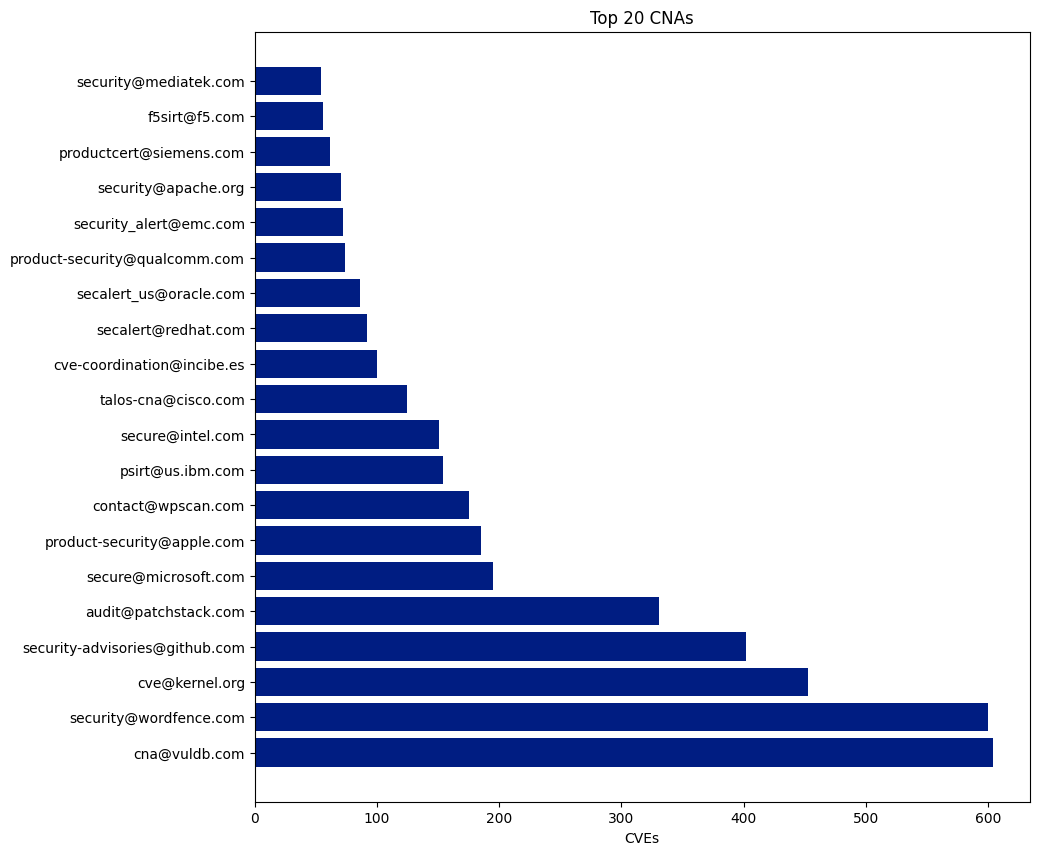 Top 20 CNAs
security@mediatek.com
f5sirt@f5.com
productcert@siemens.com
security@apache.org
security_alert@emc.com
product-security@qualcomm.com
secalert_us@oracle.com
secalert@redhat.com
cve-coordination@incibe.es
talos-cna@cisco.com
secure@intel.com
psirt@us.ibm.com
contact@wpscan.com
product-security@apple.com
secure@microsoft.com
audit@patchstack.com
security-advisories@github.com
cve@kernel.org
security@wordfence.com
cna@vuldb.com
0 100 200 300 400 500 600
CVEs